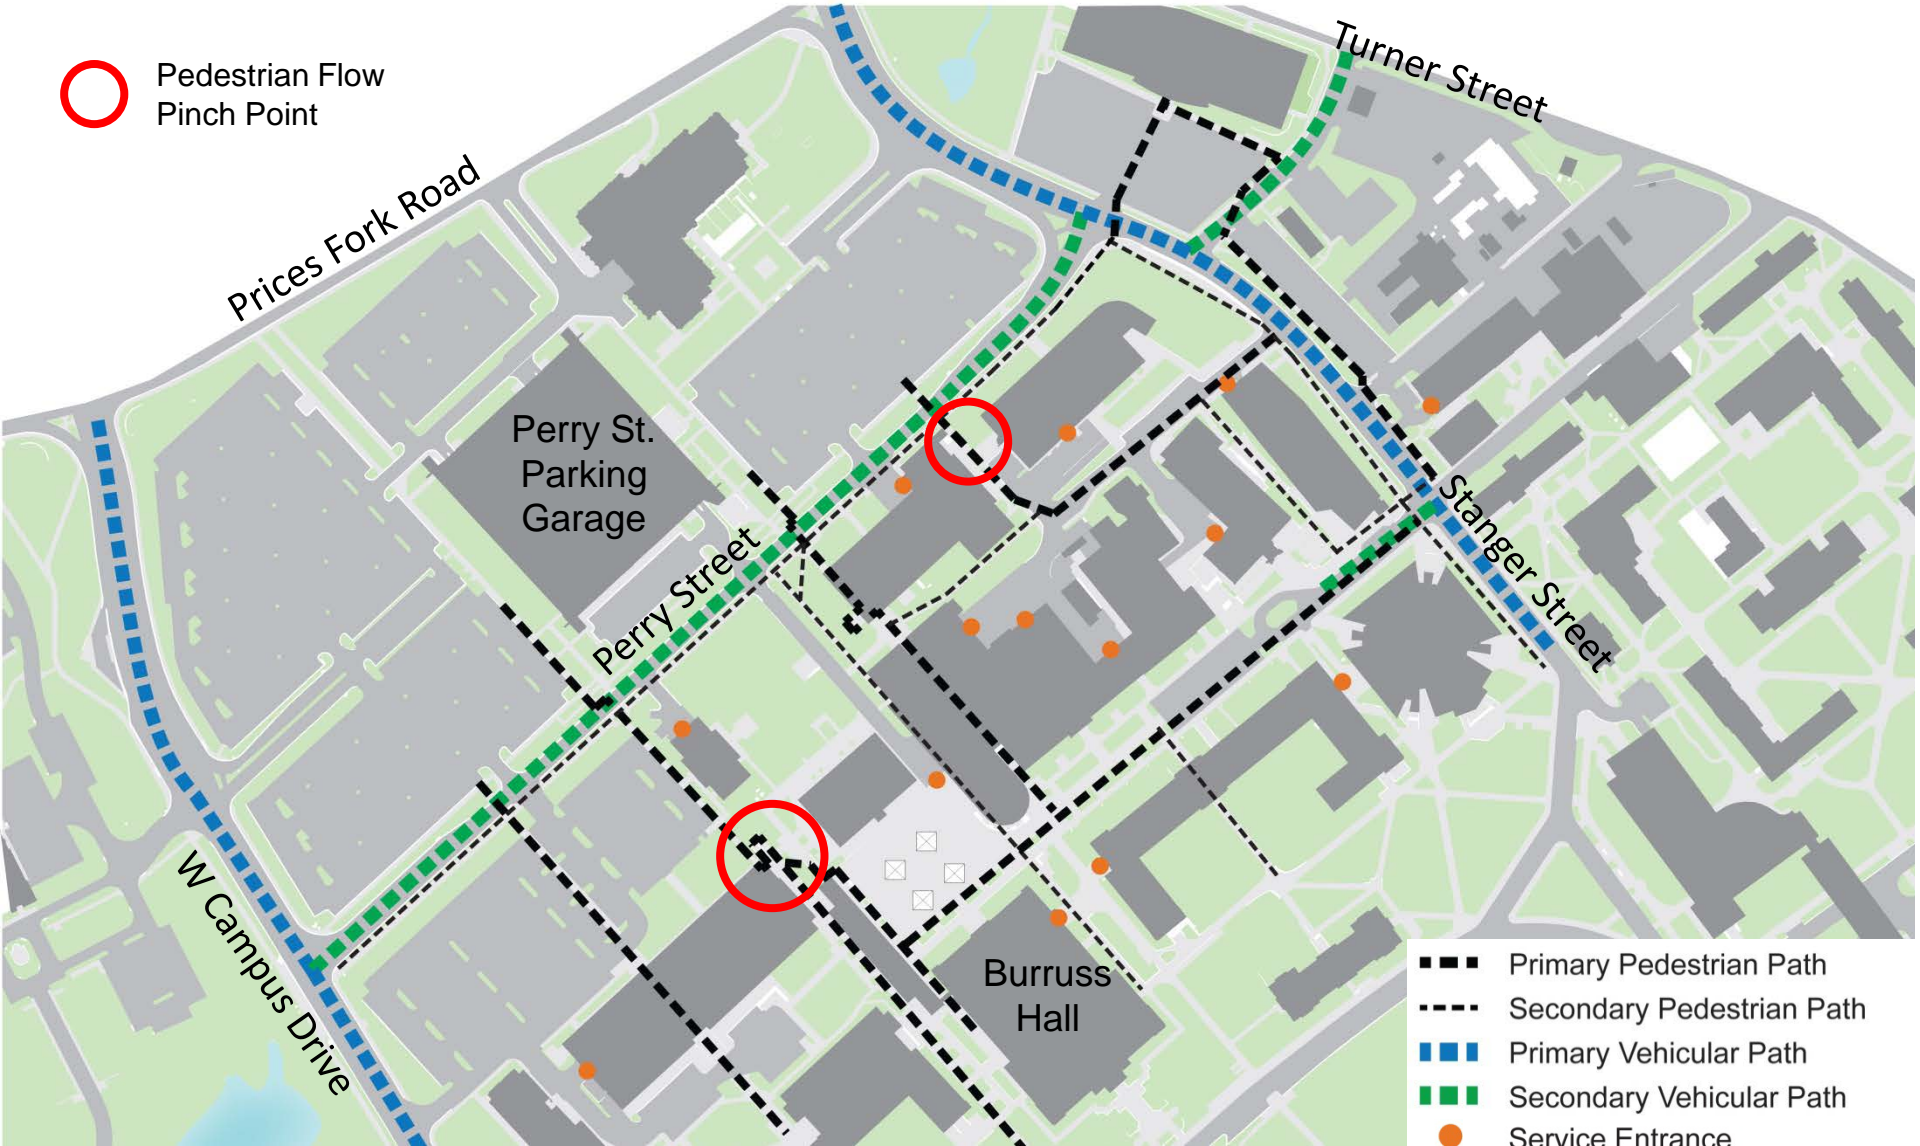 Pedestrian Flow
Pinch Point
Turner Street
Prices Fork Road
Perry St.
Parking
Garage
Perry Street
Stanger Street
W Campus Drive
Burruss
Hall
Primary Pedestrian Path
Secondary Pedestrian Path
Primary Vehicular Path
Secondary Vehicular Path
Service Entrance